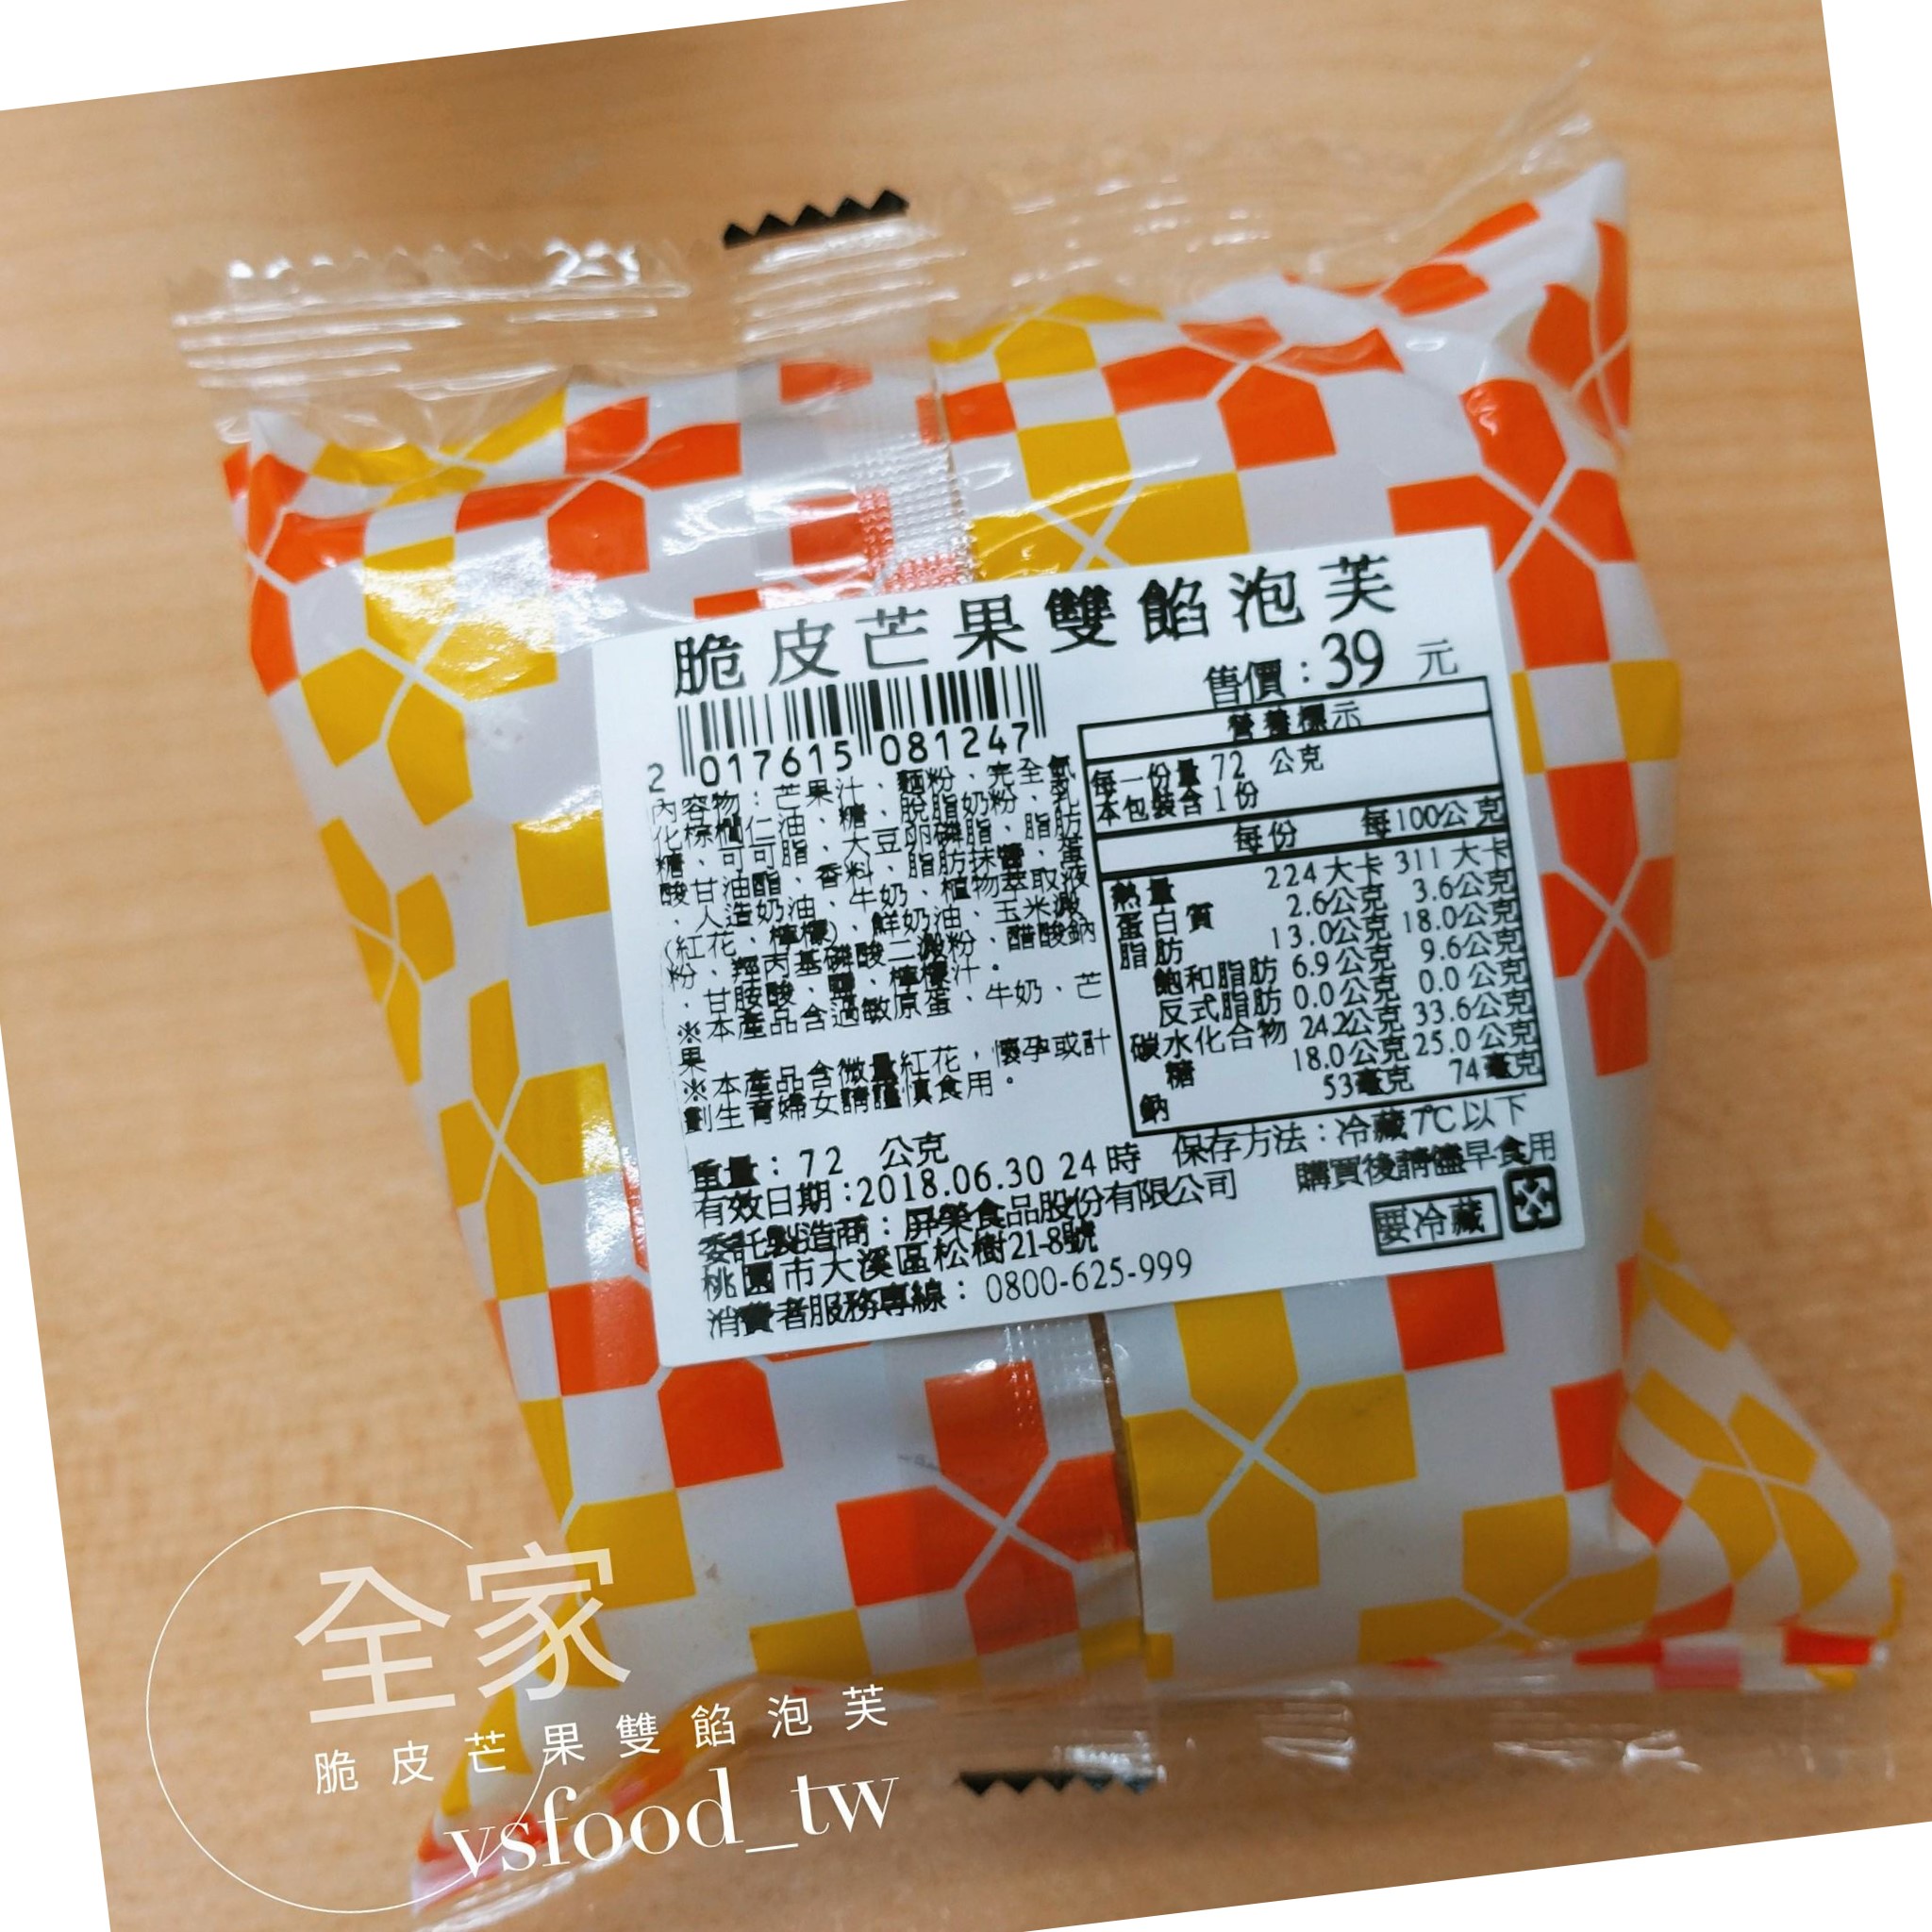 脆皮芒果雙餡泡芙
售價：39 元
2 017615 081247
內容物：芒果汁、麵粉、完全氫
化棕櫚仁油、糖、脫脂奶粉、乳
糖、可可脂、大豆卵磷脂、脂肪
酸甘油酯、香料、脂肪抹醬、蛋
、人造奶油、牛奶、植物萃取液
(紅花、檸檬)、鮮奶油、玉米澱
粉、羥丙基磷酸二澱粉、醋酸鈉
、甘胺酸、鹽、檸檬汁。
※本產品含過敏原蛋、牛奶、芒
果
※本產品含微量紅花，懷孕或計
劃生育婦女請謹慎食用。
營養標示
每一份量 72 公克
本包裝含 1 份
每份 每100公克
熱量 224 大卡 311 大卡
蛋白質 2.6公克 3.6公克
脂肪 13.0公克 18.0公克
飽和脂肪 6.9公克 9.6公克
反式脂肪 0.0公克 0.0公克
碳水化合物 24.2公克 33.6公克
糖 18.0公克 25.0公克
鈉 53毫克 74毫克
重量：72 公克
有效日期：2018.06.30 24時
保存方法：冷藏7℃以下
購買後請儘早食用
委託製造商：屏榮食品股份有限公司
桃園市大溪區松樹21-8號
消費者服務專線：0800-625-999
要冷藏
全家
脆皮芒果雙餡泡芙
vsfood_tw